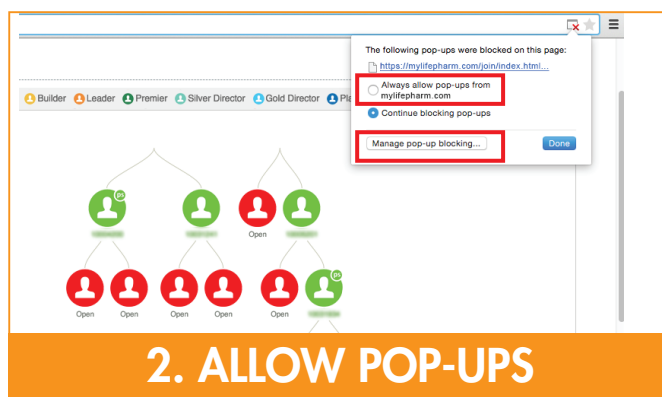 The following pop-ups were blocked on this page:
https://mylifepharm.com/join/index.html...
Always allow pop-ups from
mylifepharm.com
Continue blocking pop-ups
Manage pop-up blocking...
Done
Builder Leader Premier Silver Director Gold Director
ps
Open
Open
Open
Open
Open
Open
ps
2. ALLOW POP-UPS